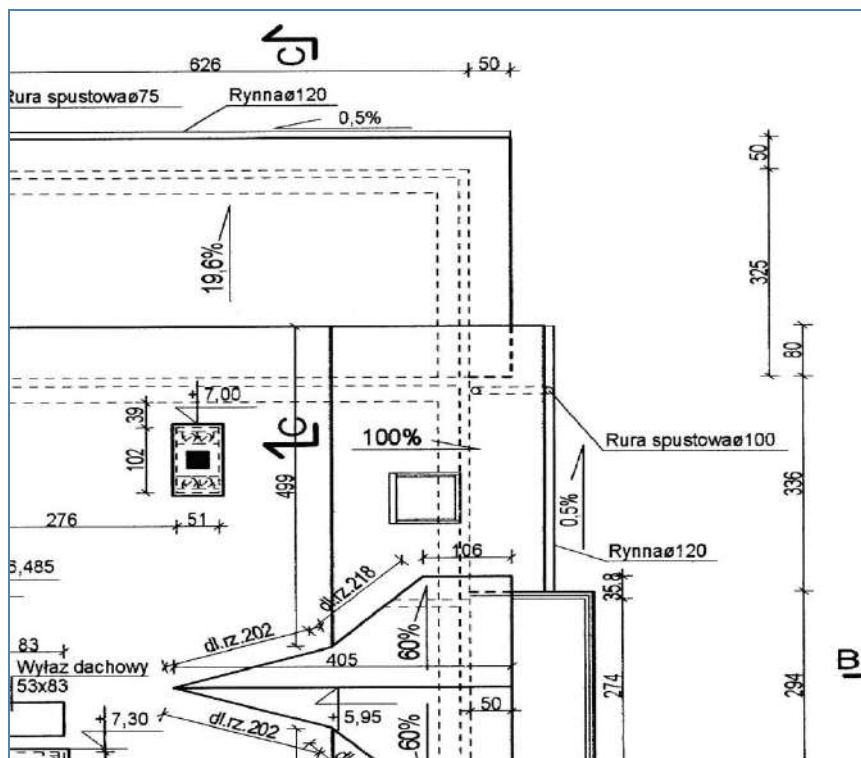 C
626
50
Rura spustowaø75
Rynnaø120
0,5%
50
19,6%
325
80
+ 7,00
39
C
100%
Rura spustowaø100
102
499
336
0,5%
276
51
106
Rynnaø120
6,485
dł.rz.218
35.8
dł.rz.202
60%
83
405
Wyłaz dachowy
B
53x83
274
294
50
+ 7,30
dł.rz.202
+ 5,95
60%